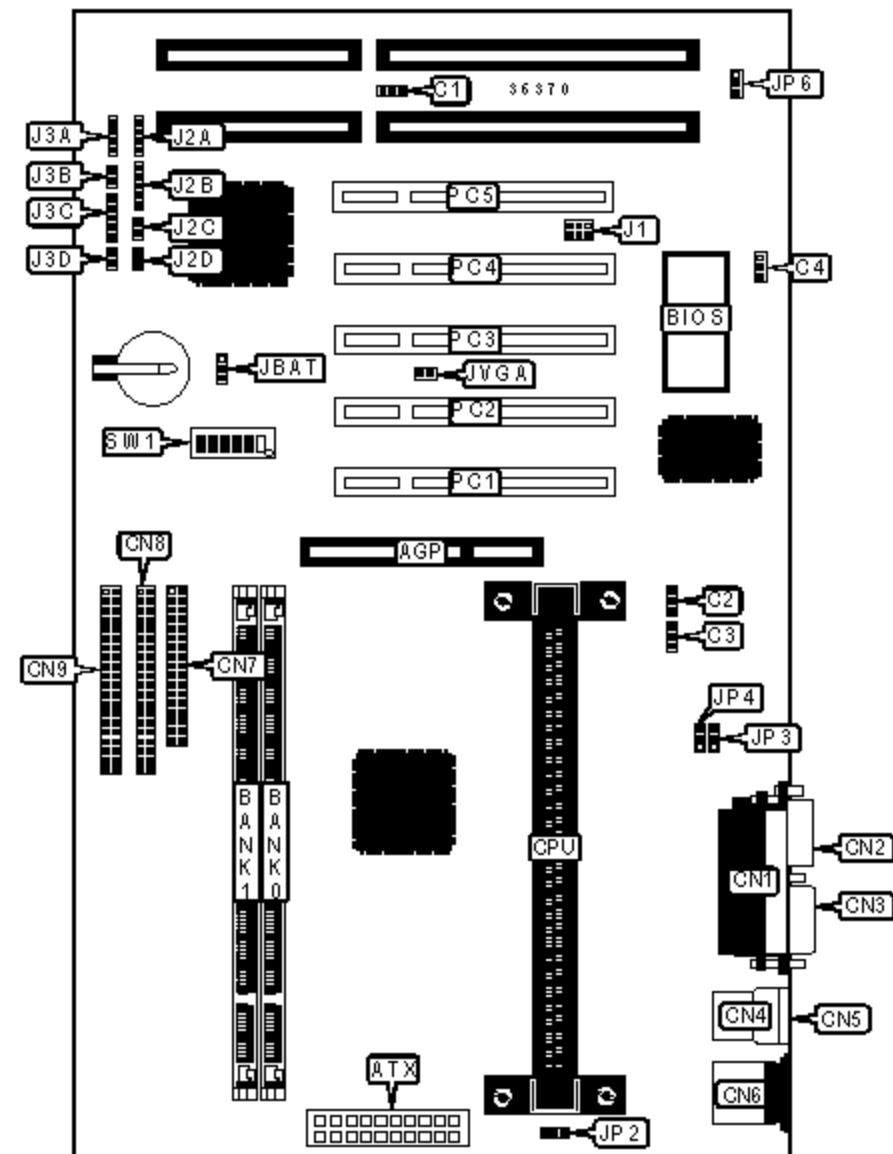 C1
36370
JP6
J3A
J2A
J3B
J2B
PC5
J3C
J2C
J1
J3D
J2D
PC4
C4
BIOS
PC3
JBAT
JVGA
PC2
SW1
PC1
CN8
AGP
C2
C3
CN9
CN7
JP4
JP3
BANK1
BANK0
CPU
CN2
CN1
CN3
CN4
CN5
ATX
CN6
JP2